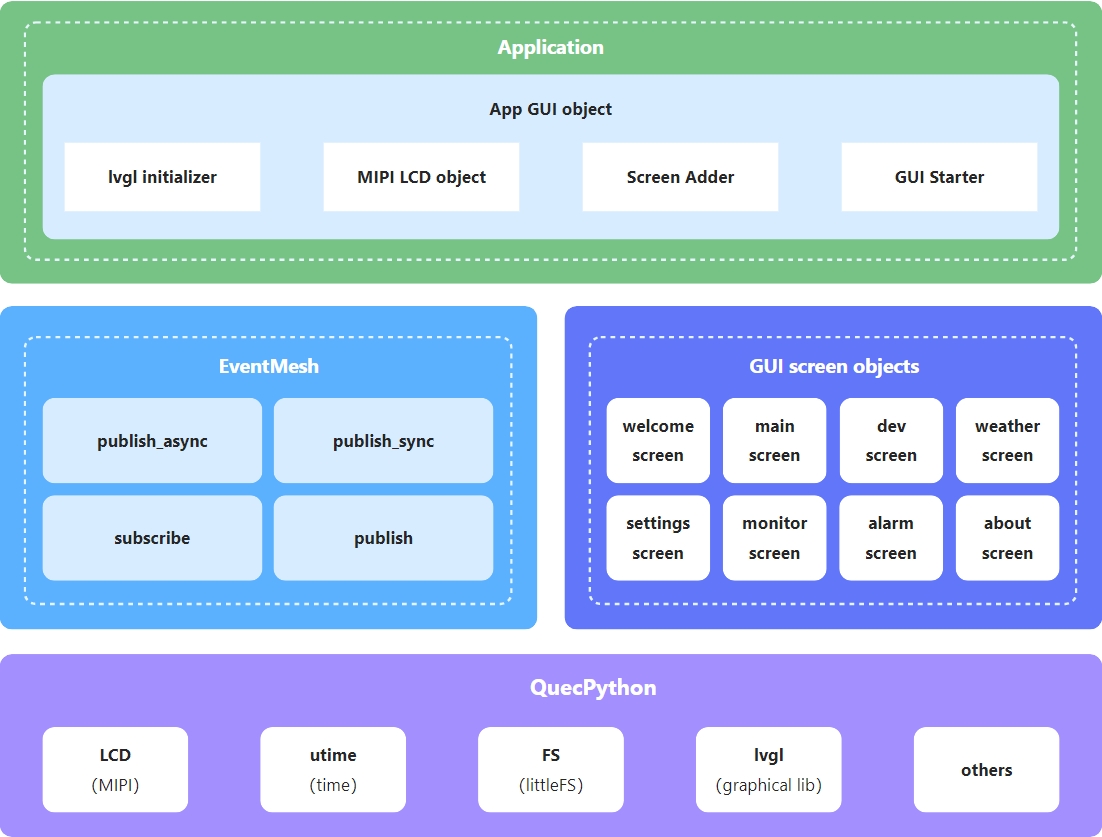 Application
App GUI object
lvgl initializer
MIPI LCD object
Screen Adder
GUI Starter
EventMesh
publish_async
publish_sync
subscribe
publish
GUI screen objects
welcome
screen
main
screen
dev
screen
weather
screen
settings
screen
monitor
screen
alarm
screen
about
screen
QuecPython
LCD
(MIPI)
utime
(time)
FS
(littleFS)
lvgl
(graphical lib)
others